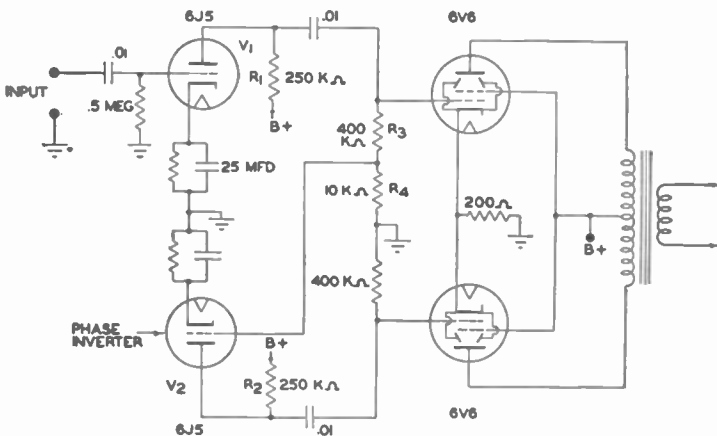 6J5
.01
6V6
V1
.01
R1
250 KΩ
INPUT
.5 MEG
B+
400 KΩ
R3
25 MFD
10 KΩ
R4
200Ω
B+
400 KΩ
PHASE
INVERTER
B+
V2
R2
250 KΩ
6J5
.01
6V6